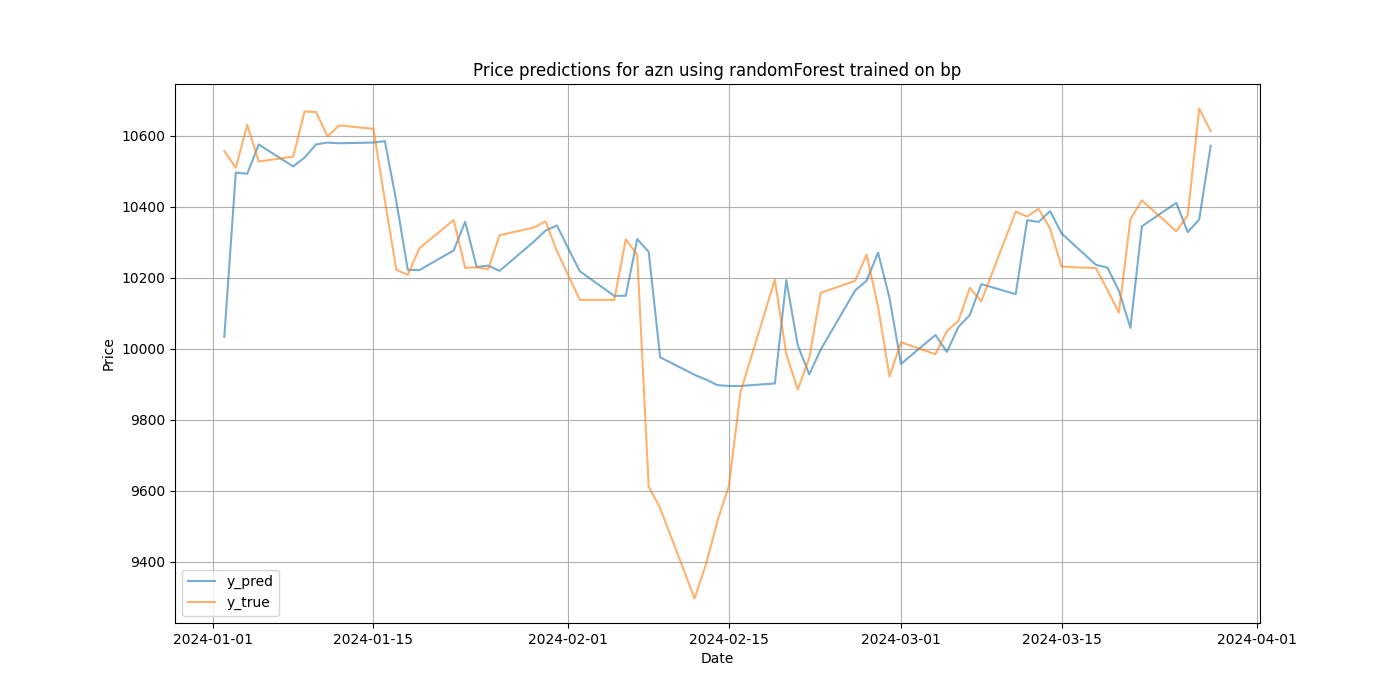 Price predictions for azn using randomForest trained on bp
Price
10600
10400
10200
10000
9800
9600
9400
y_pred
y_true
2024-01-01
2024-01-15
2024-02-01
2024-02-15
2024-03-01
2024-03-15
2024-04-01
Date